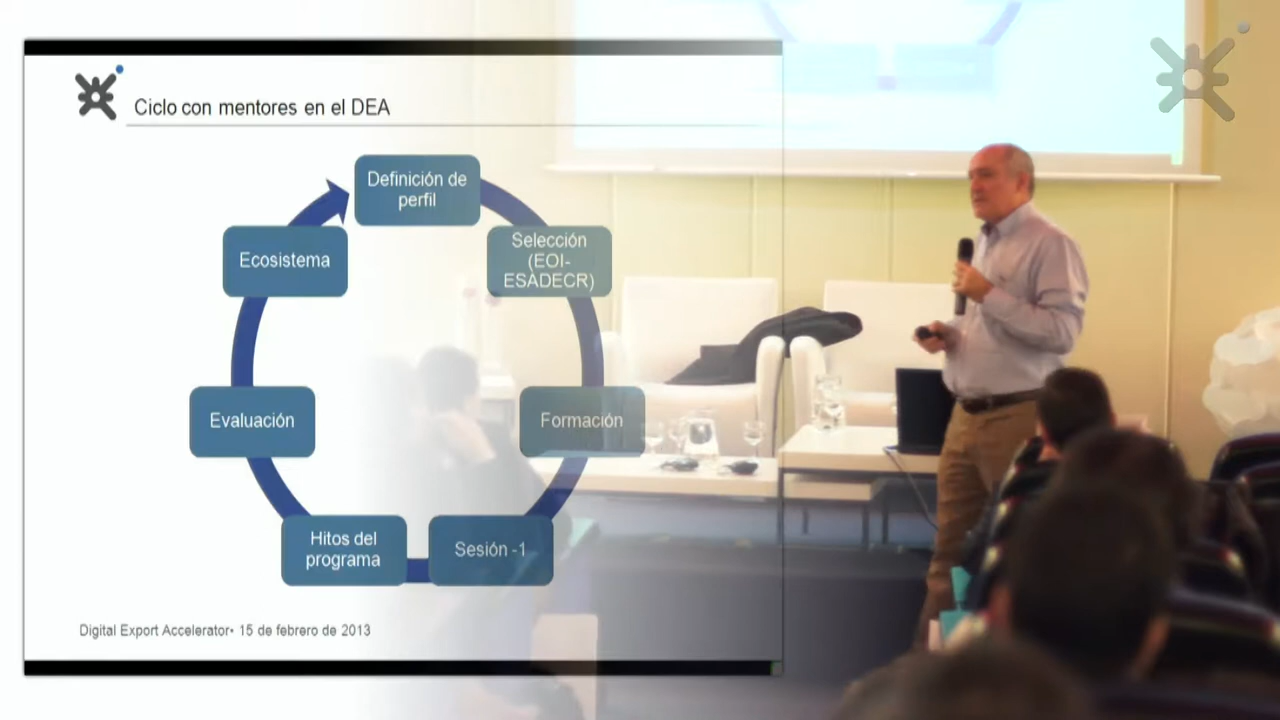 Ciclo con mentores en el DEA
Definición de
perfil
Selección
(EOI-
ESADECR)
Formación
Sesión -1
Hitos del
programa
Evaluación
Ecosistema
Digital Export Accelerator• 15 de febrero de 2013